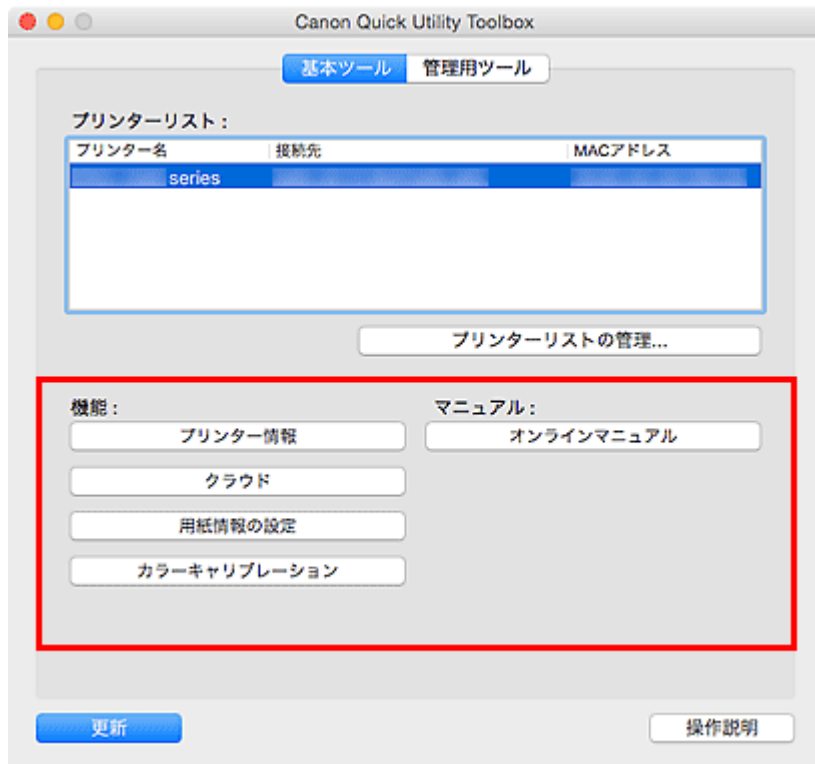 Canon Quick Utility Toolbox
基本ツール 管理用ツール
プリンターリスト：
プリンター名 接続先 MACアドレス
series
プリンターリストの管理...
機能： マニュアル：
プリンター情報 オンラインマニュアル
クラウド
用紙情報の設定
カラーキャリブレーション
更新 操作説明